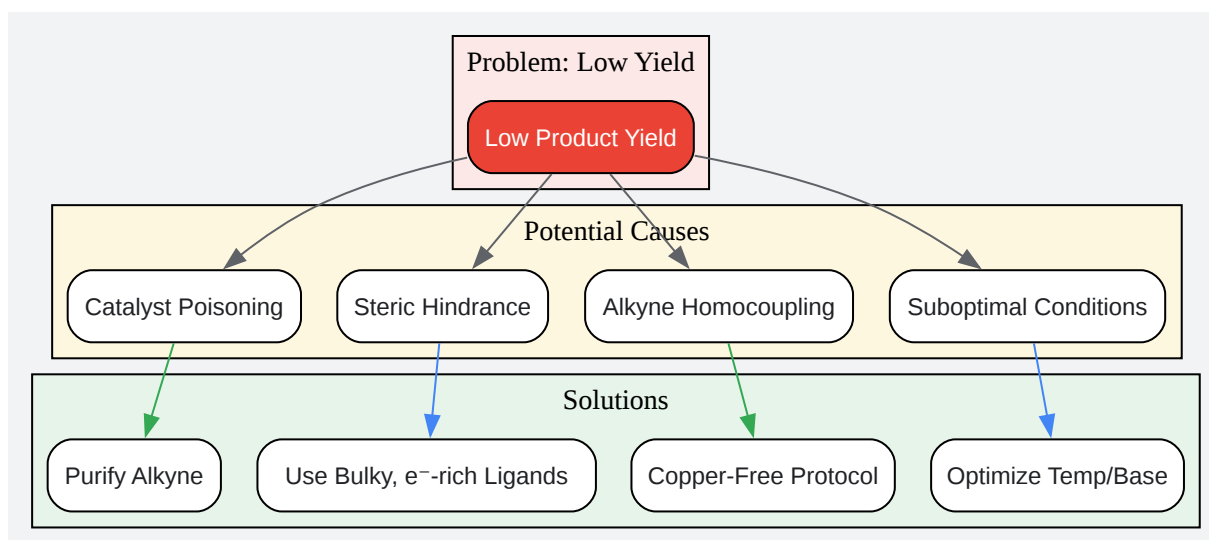 Problem: Low Yield
Low Product Yield
Potential Causes
Catalyst Poisoning
Steric Hindrance
Alkyne Homocoupling
Suboptimal Conditions
Solutions
Purify Alkyne
Use Bulky, e⁻-rich Ligands
Copper-Free Protocol
Optimize Temp/Base